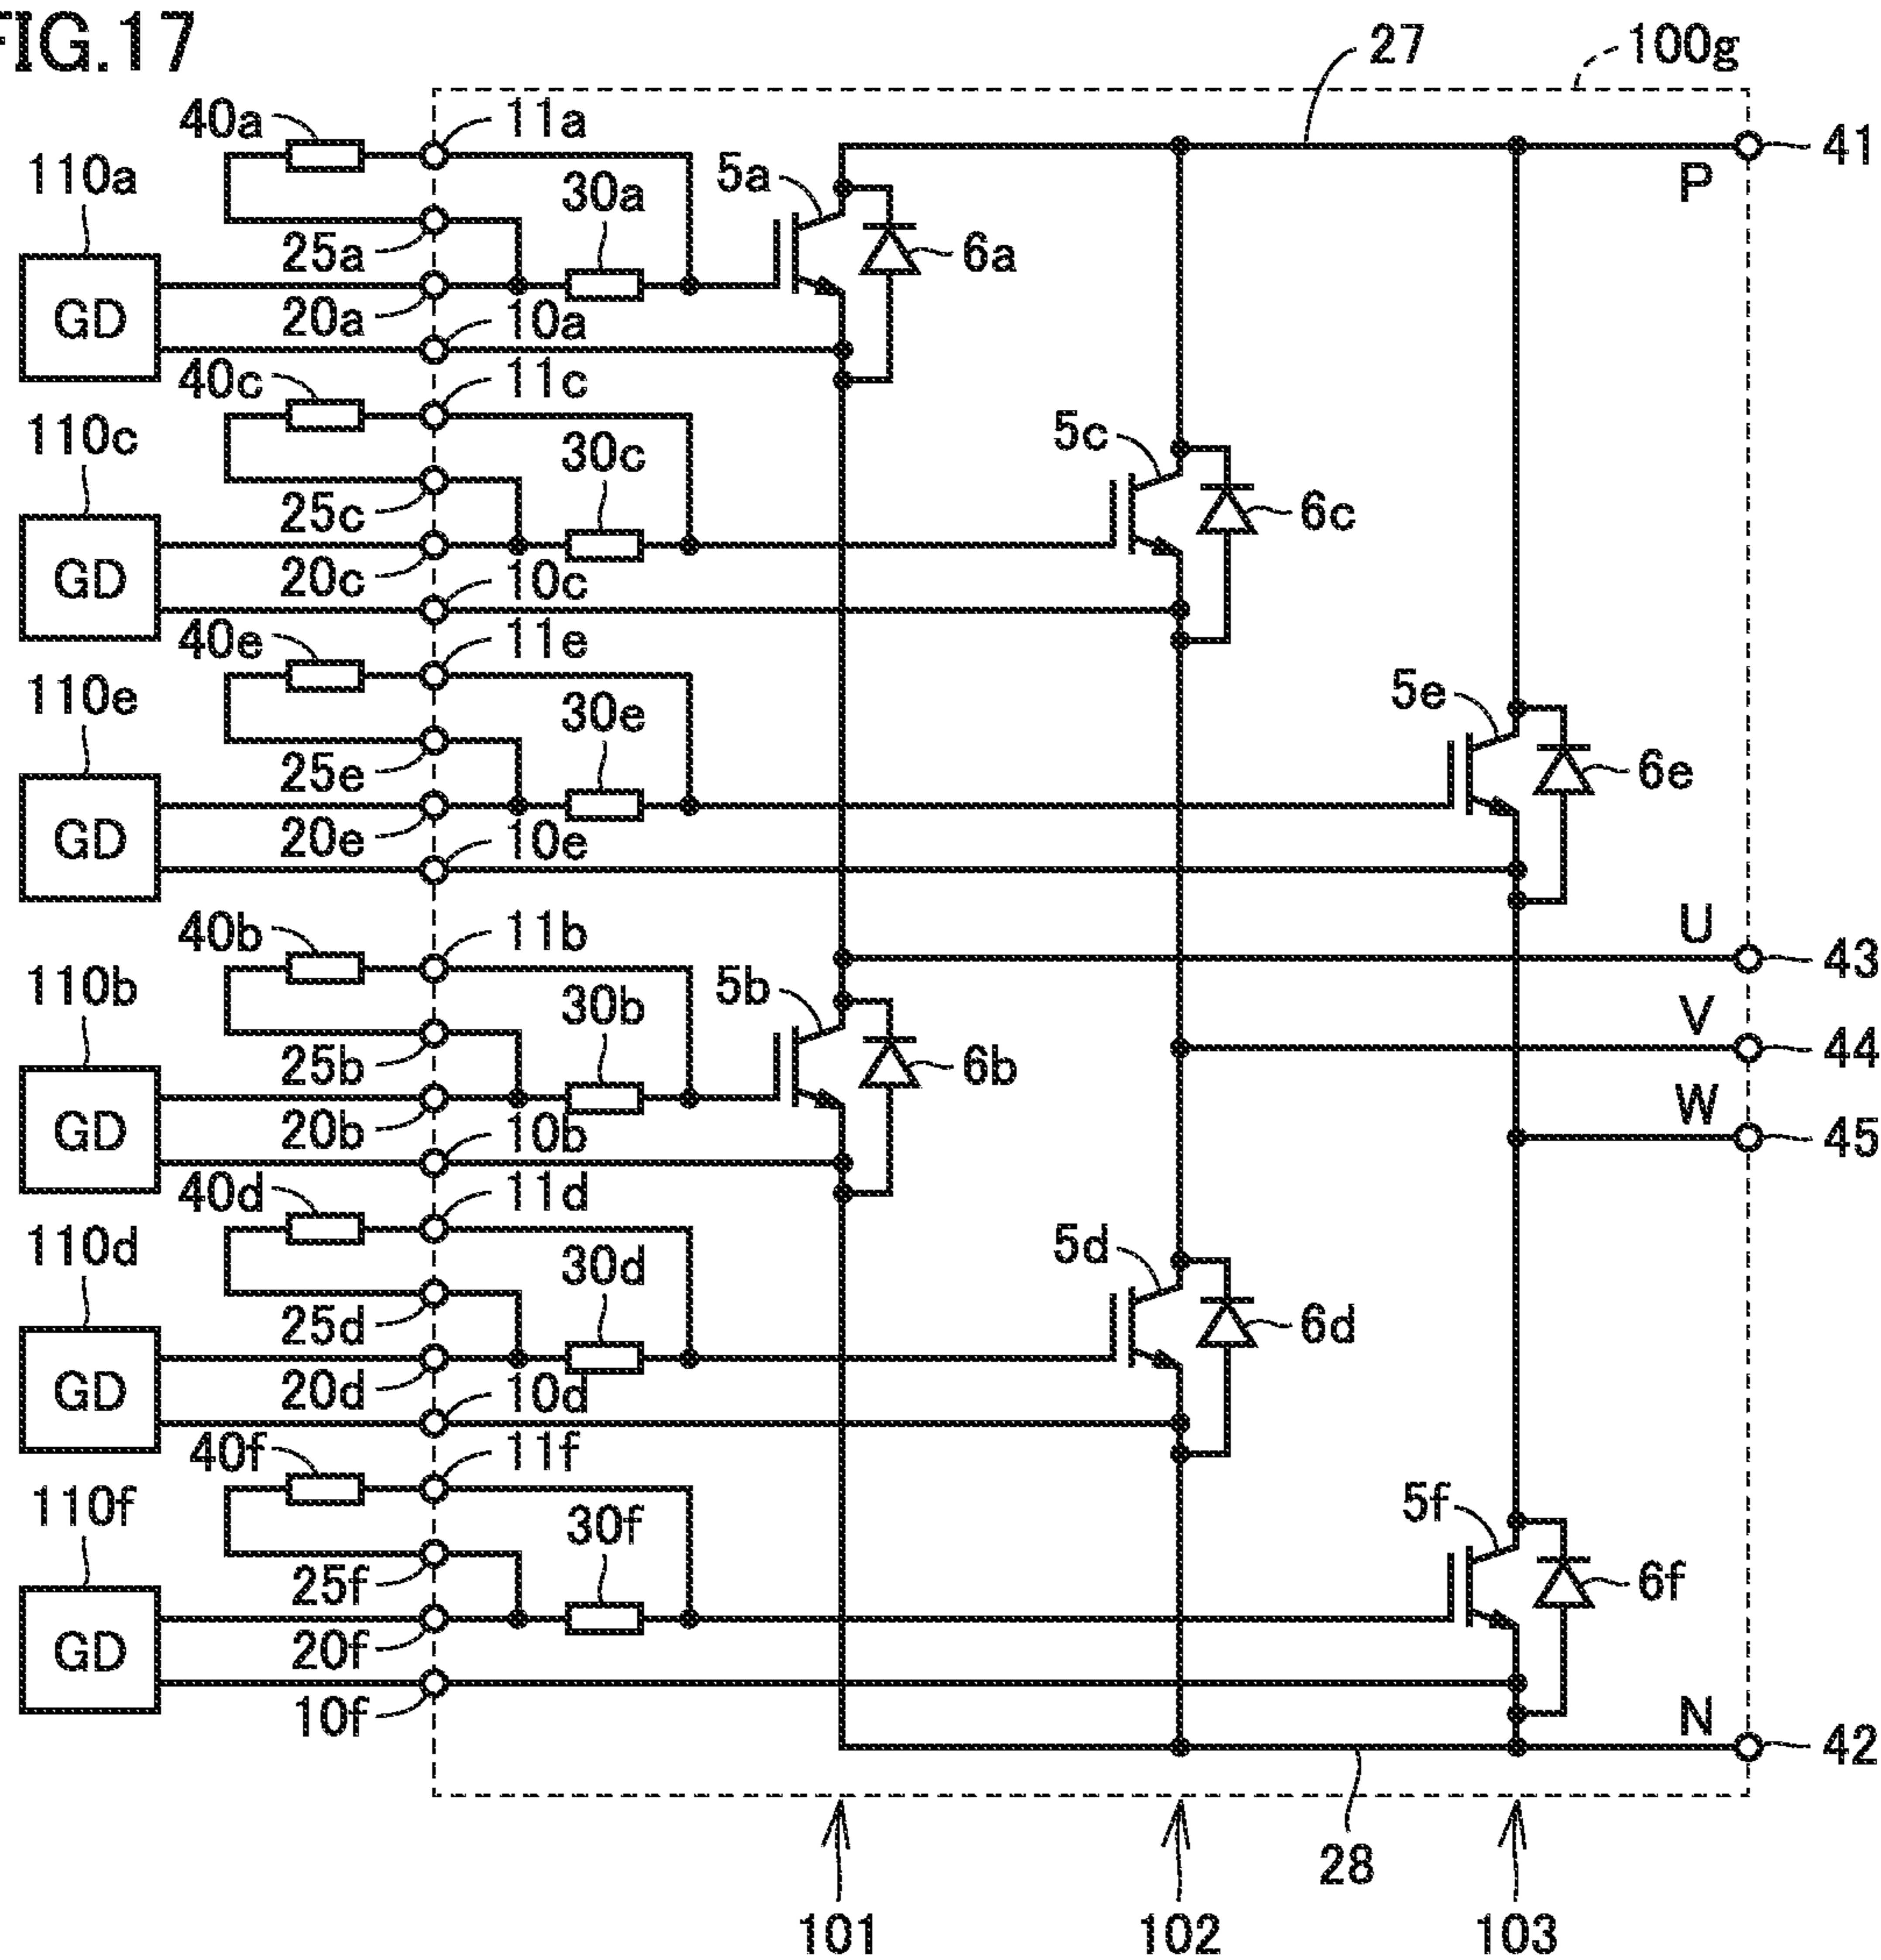 FIG.17
27
100g
40a
11a
41
110a
30a
5a
P
25a
6a
GD
20a
10a
40c
11c
110c
30c
5c
25c
6c
GD
20c
10c
40e
11e
110e
30e
5e
25e
6e
GD
20e
10e
40b
11b
U
43
110b
30b
5b
V
44
25b
6b
GD
20b
10b
W
45
40d
11d
110d
30d
5d
25d
6d
GD
20d
10d
40f
11f
110f
30f
5f
25f
6f
GD
20f
10f
N
42
28
101
102
103